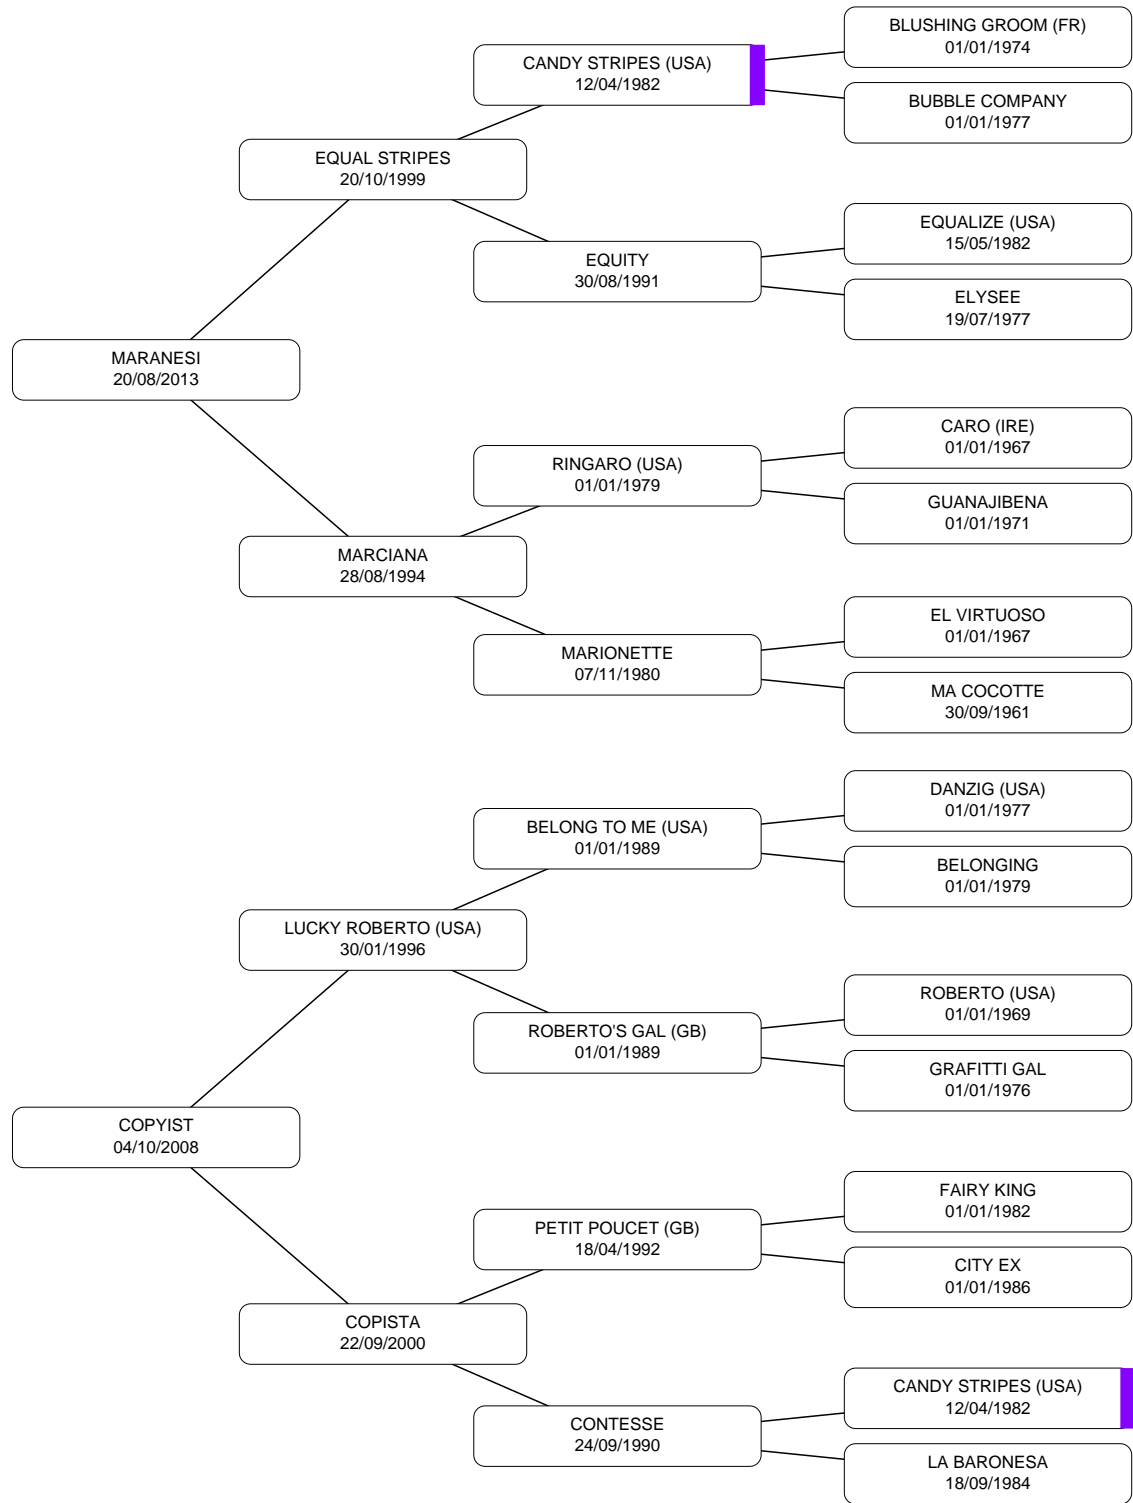 BLUSHING GROOM (FR)
01/01/1974
CANDY STRIPES (USA)
12/04/1982
BUBBLE COMPANY
01/01/1977
EQUAL STRIPES
20/10/1999
EQUALIZE (USA)
15/05/1982
EQUITY
30/08/1991
ELYSEE
19/07/1977
MARANESI
20/08/2013
CARO (IRE)
01/01/1967
RINGARO (USA)
01/01/1979
GUANAJIBENA
01/01/1971
MARCIANA
28/08/1994
EL VIRTUOSO
01/01/1967
MARIONETTE
07/11/1980
MA COCOTTE
30/09/1961
DANZIG (USA)
01/01/1977
BELONG TO ME (USA)
01/01/1989
BELONGING
01/01/1979
LUCKY ROBERTO (USA)
30/01/1996
ROBERTO (USA)
01/01/1969
ROBERTO'S GAL (GB)
01/01/1989
GRAFITTI GAL
01/01/1976
COPYIST
04/10/2008
FAIRY KING
01/01/1982
PETIT POUCET (GB)
18/04/1992
CITY EX
01/01/1986
COPISTA
22/09/2000
CANDY STRIPES (USA)
12/04/1982
CONTESSE
24/09/1990
LA BARONESA
18/09/1984